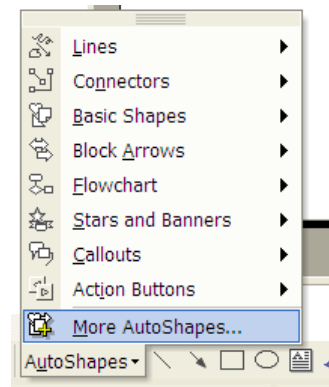 Lines
Connectors
Basic Shapes
Block Arrows
Flowchart
Stars and Banners
Callouts
Action Buttons
More AutoShapes...
AutoShapes